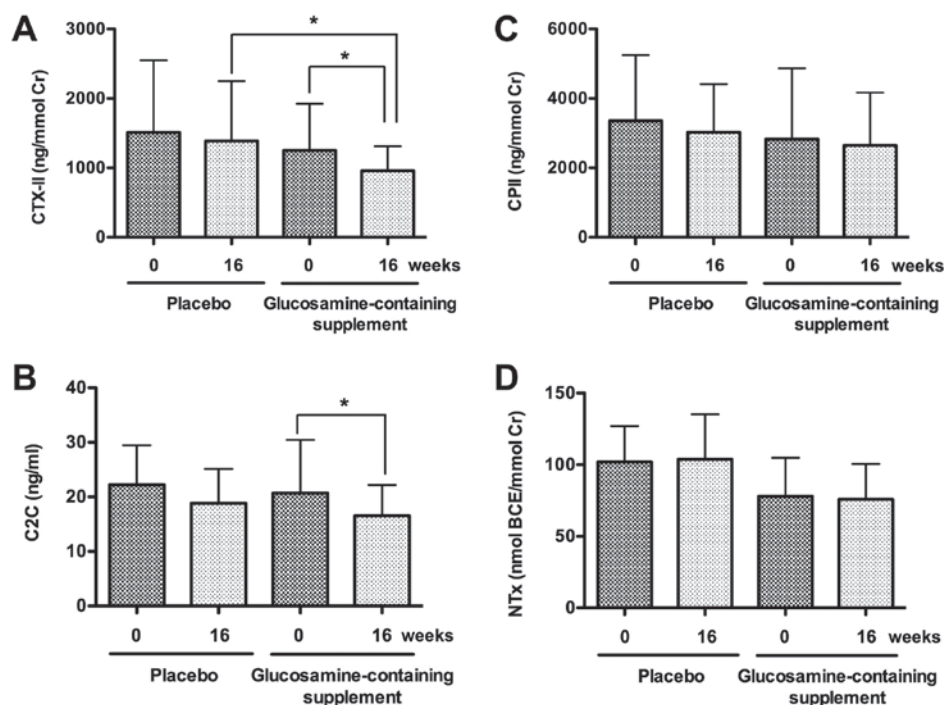 A
CTX-II (ng/mmol Cr)
3000
2000
1000
0
*
*
0 16 0 16 weeks
Placebo Glucosamine-containing
supplement
C
CPII (ng/mmol Cr)
6000
4000
2000
0
0 16 0 16 weeks
Placebo Glucosamine-containing
supplement
B
C2C (ng/ml)
40
30
20
10
0
*
0 16 0 16 weeks
Placebo Glucosamine-containing
supplement
D
NTx (nmol BCE/mmol Cr)
150
100
50
0
0 16 0 16 weeks
Placebo Glucosamine-containing
supplement